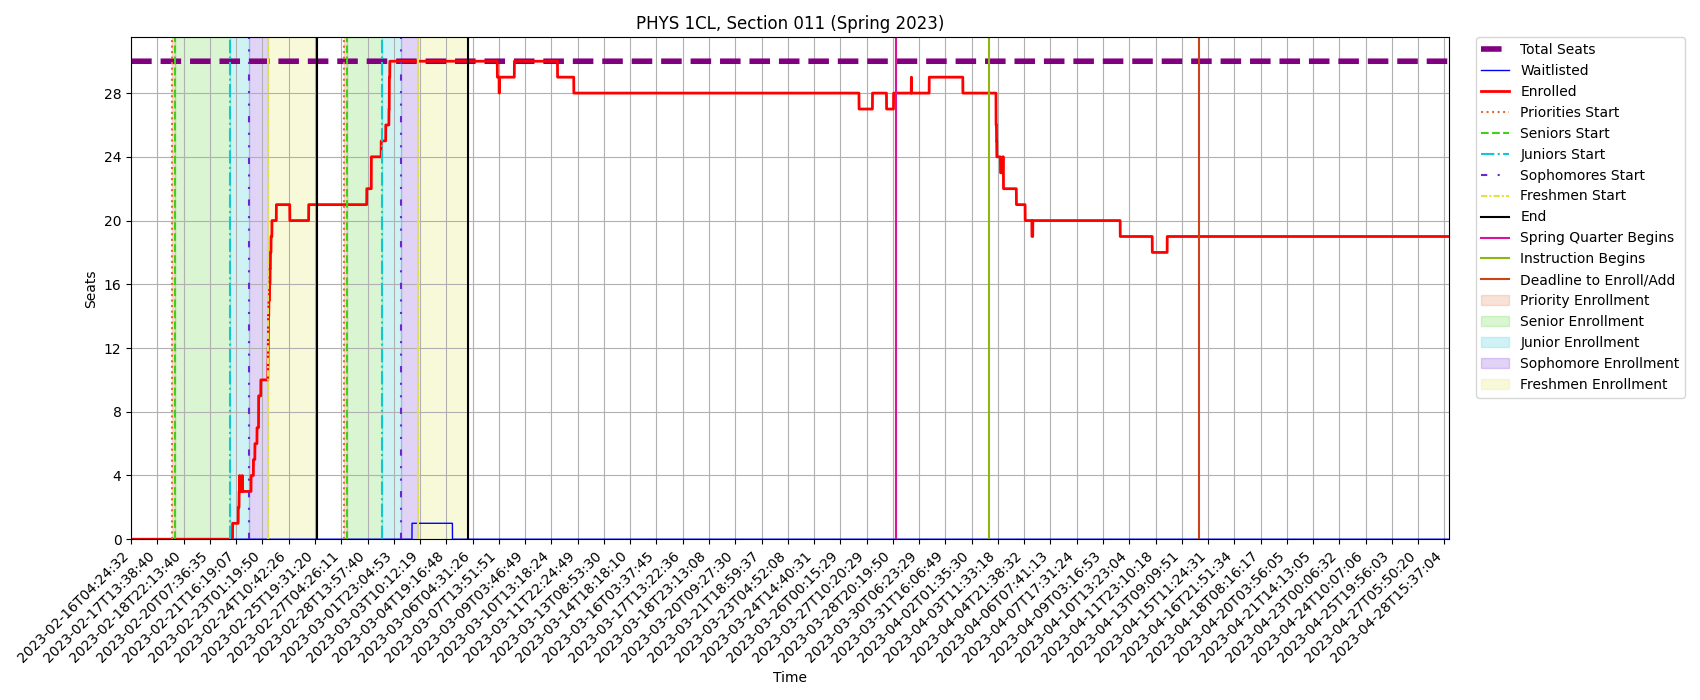 PHYS 1CL, Section 011 (Spring 2023)
Total Seats
Waitlisted
Enrolled
Priorities Start
Seniors Start
Juniors Start
Sophomores Start
Freshmen Start
End
Spring Quarter Begins
Instruction Begins
Deadline to Enroll/Add
Priority Enrollment
Senior Enrollment
Junior Enrollment
Sophomore Enrollment
Freshmen Enrollment
Seats
28
24
20
16
12
8
4
0
2023-02-16T04:24:32
2023-02-17T13:38:40
2023-02-18T22:13:40
2023-02-20T07:36:35
2023-02-21T16:19:07
2023-02-23T01:19:50
2023-02-24T10:42:20
2023-02-25T19:31:20
2023-02-27T04:26:11
2023-02-28T13:57:40
2023-03-01T23:04:53
2023-03-03T10:12:19
2023-03-04T19:16:48
2023-03-06T04:31:26
2023-03-07T13:51:51
2023-03-09T03:46:49
2023-03-10T13:18:24
2023-03-11T22:24:49
2023-03-13T08:53:30
2023-03-14T18:18:10
2023-03-16T03:37:45
2023-03-17T13:22:36
2023-03-18T23:13:08
2023-03-20T09:27:30
2023-03-21T18:59:37
2023-03-23T04:52:08
2023-03-24T14:40:31
2023-03-26T00:15:29
2023-03-27T10:20:29
2023-03-28T20:19:50
2023-03-30T06:23:29
2023-03-31T16:06:49
2023-04-02T01:35:30
2023-04-03T11:33:18
2023-04-04T21:38:32
2023-04-06T07:41:13
2023-04-07T17:31:24
2023-04-09T03:16:53
2023-04-10T13:23:04
2023-04-11T23:10:18
2023-04-13T09:09:51
2023-04-15T11:24:31
2023-04-16T21:51:34
2023-04-18T08:16:17
2023-04-20T03:56:05
2023-04-21T14:13:05
2023-04-23T00:06:32
2023-04-24T10:07:06
2023-04-25T19:56:03
2023-04-27T05:50:20
2023-04-28T15:37:04
Time